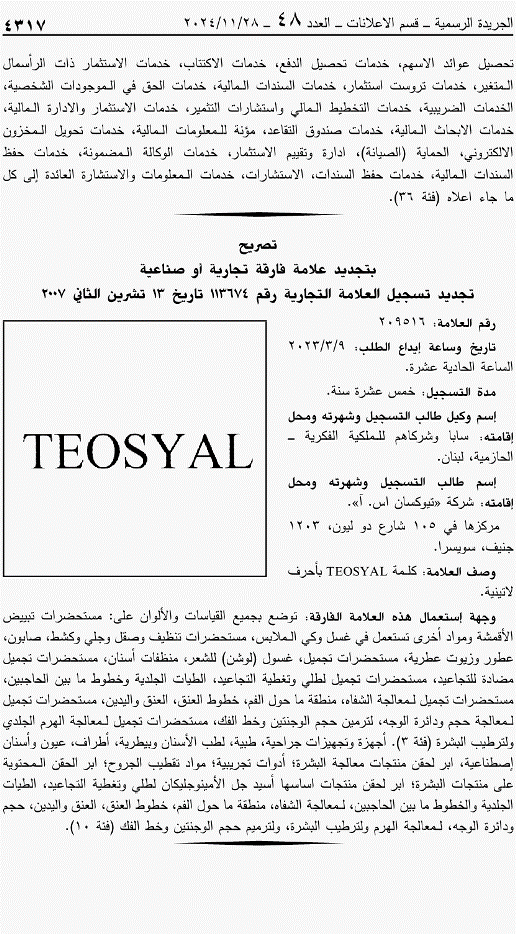 الجريدة الرسمية ـ قسم الاعلانات ـ العدد ٤٨ ـ ٢٠٢٤/١١/٢٨
٤٣١٧
تحصيل عوائد الاسهم، خدمات تحصيل الدفع، خدمات الاكتتاب، خدمات الاستثمار ذات الرأسمال
المتغير، خدمات تروست استثمار، خدمات السندات المالية، خدمات الحق في الموجودات الشخصية،
الخدمات الضريبية، خدمات التخطيط المالي واستشارات التثمير، خدمات الاستثمار والادارة المالية،
خدمات الابحاث المالية، خدمات صندوق التقاعد، مؤنة للمعلومات المالية، خدمات تحويل المخزون
الالكتروني، الحماية (الصيانة)، ادارة وتقييم الاستثمار، خدمات الوكالة المضمونة، خدمات حفظ
السندات المالية، خدمات حفظ السندات، الاستشارات، خدمات المعلومات والاستشارة العائدة إلى كل
ما جاء اعلاه (فئة ٣٦).
تصريح
بتجديد علامة فارقة تجارية أو صناعية
تجديد تسجيل العلامة التجارية رقم ١١٣٦٧٤ تاريخ ١٣ تشرين الثاني ٢٠٠٧
رقم العلامة: ٢٠٩٥١٦
تاريخ وساعة إيداع الطلب: ٢٠٢٣/٣/٩
الساعة الحادية عشرة.
مدة التسجيل: خمس عشرة سنة.
إسم وكيل طالب التسجيل وشهرته ومحل
إقامته: سابا وشركاهم للملكية الفكرية ـ
الحازمية، لبنان.
إسم طالب التسجيل وشهرته ومحل
إقامته: شركة «تيوكسان اس. آ».
مركزها في ١٠٥ شارع دو ليون، ١٢٠٣
جنيف، سويسرا.
وصف العلامة: كلمة TEOSYAL بأحرف
لاتينية.
TEOSYAL
وجهة إستعمال هذه العلامة الفارقة: توضع بجميع القياسات والألوان على: مستحضرات تبييض
الأقمشة ومواد أخرى تستعمل في غسل وكي الملابس، مستحضرات تنظيف وصقل وجلي وكشط، صابون،
عطور وزيوت عطرية، مستحضرات تجميل، غسول (لوشن) للشعر، منظفات أسنان، مستحضرات تجميل
مضادة للتجاعيد، مستحضرات تجميل لطلي وتغطية التجاعيد، الطيات الجلدية وخطوط ما بين الحاجبين،
مستحضرات تجميل لمعالجة الشفاه، منطقة ما حول الفم، خطوط العنق، العنق واليدين، مستحضرات تجميل
لمعالجة حجم ودائرة الوجه، لترمين حجم الوجنتين وخط الفك، مستحضرات تجميل لمعالجة الهرم الجلدي
ولترطيب البشرة (فئة ٣). أجهزة وتجهيزات جراحية، طبية، لطب الأسنان وبيطرية، أطراف، عيون وأسنان
إصطناعية، ابر لحقن منتجات معالجة البشرة؛ أدوات تجريبية؛ مواد تقطيب الجروح؛ ابر الحقن المحتوية
على منتجات البشرة؛ ابر لحقن منتجات اساسها أسيد جل الأمينوجليكان لطلي وتغطية التجاعيد، الطيات
الجلدية والخطوط ما بين الحاجبين، لمعالجة الشفاه، منطقة ما حول الفم، خطوط العنق، العنق واليدين، حجم
ودائرة الوجه، لمعالجة الهرم ولترطيب البشرة، ولترميم حجم الوجنتين وخط الفك (فئة ١٠).